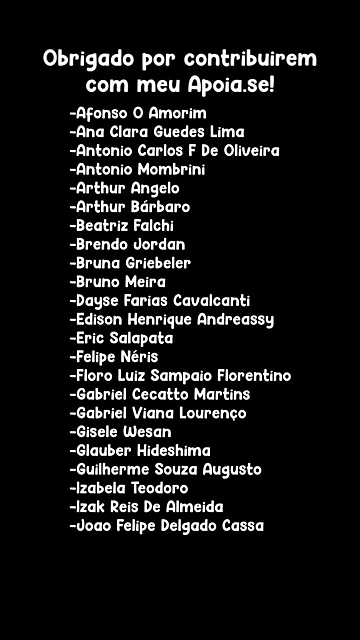 Obrigado por contribuirem
com meu Apoia.se!
-Afonso O Amorim
-Ana Clara Guedes Lima
-Antonio Carlos F De Oliveira
-Antonio Mombrini
-Arthur Angelo
-Arthur Bárbaro
-Beatriz Falchi
-Brendo Jordan
-Bruna Griebeler
-Bruno Meira
-Dayse Farias Cavalcanti
-Edison Henrique Andreassy
-Eric Salapata
-Felipe Néris
-Floro Luiz Sampaio Florentino
-Gabriel Cecatto Martins
-Gabriel Viana Lourenço
-Gisele Wesan
-Glauber Hideshima
-Guilherme Souza Augusto
-Izabela Teodoro
-Izak Reis De Almeida
-Joao Felipe Delgado Cassa